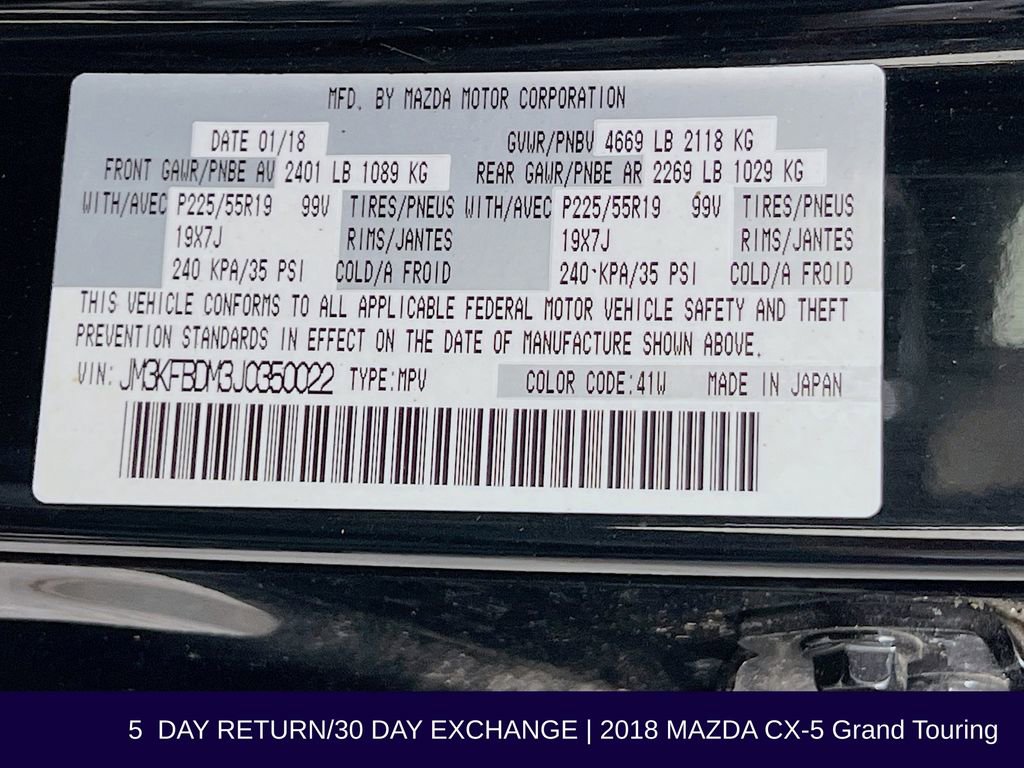 MFD. BY MAZDA MOTOR CORPORATION
DATE 01/18 GVWR/PNBV 4669 LB 2118 KG
FRONT GAWR/PNBE AV 2401 LB 1089 KG REAR GAWR/PNBE AR 2269 LB 1029 KG
WITH/AVEC P225/55R19 99V TIRES/PNEUS WITH/AVEC P225/55R19 99V TIRES/PNEUS
19X7J RIMS/JANTES 19X7J RIMS/JANTES
240 KPA/35 PSI COLD/A FROID 240 KPA/35 PSI COLD/A FROID
THIS VEHICLE CONFORMS TO ALL APPLICABLE FEDERAL MOTOR VEHICLE SAFETY AND THEFT
PREVENTION STANDARDS IN EFFECT ON THE DATE OF MANUFACTURE SHOWN ABOVE.
VIN: JM3KFBDM3J0350022 TYPE:MPV COLOR CODE:41W MADE IN JAPAN
5 DAY RETURN/30 DAY EXCHANGE | 2018 MAZDA CX-5 Grand Touring